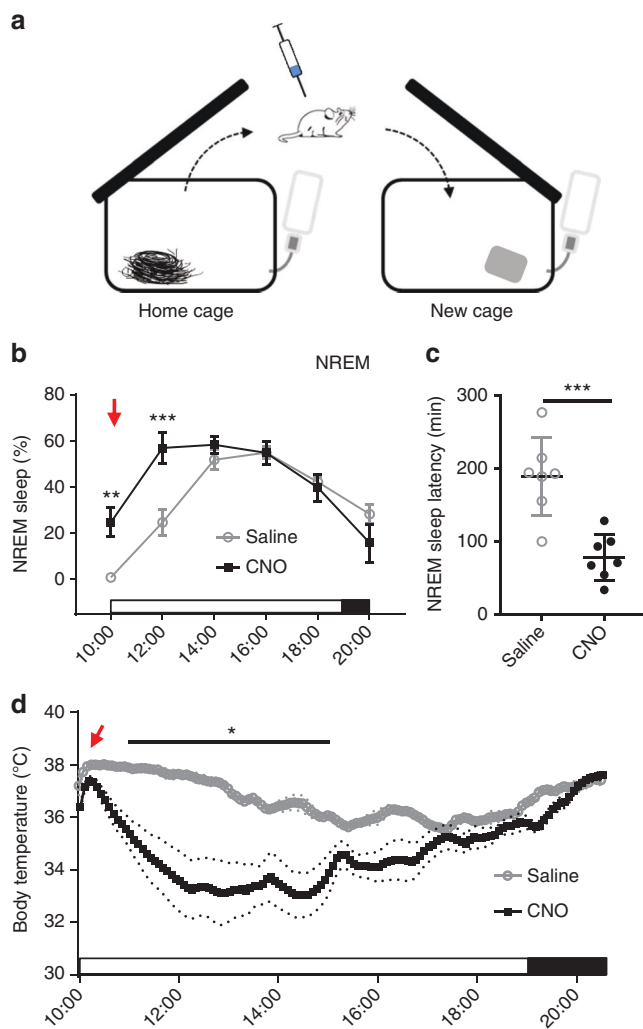 a
Home cage
New cage
b
NREM
NREM sleep (%)
80
60
40
20
0
**
***
Saline
CNO
10:00
12:00
14:00
16:00
18:00
20:00
c
NREM sleep latency (min)
300
200
100
0
***
Saline
CNO
d
Body temperature (°C)
38
36
34
32
30
*
Saline
CNO
10:00
12:00
14:00
16:00
18:00
20:00